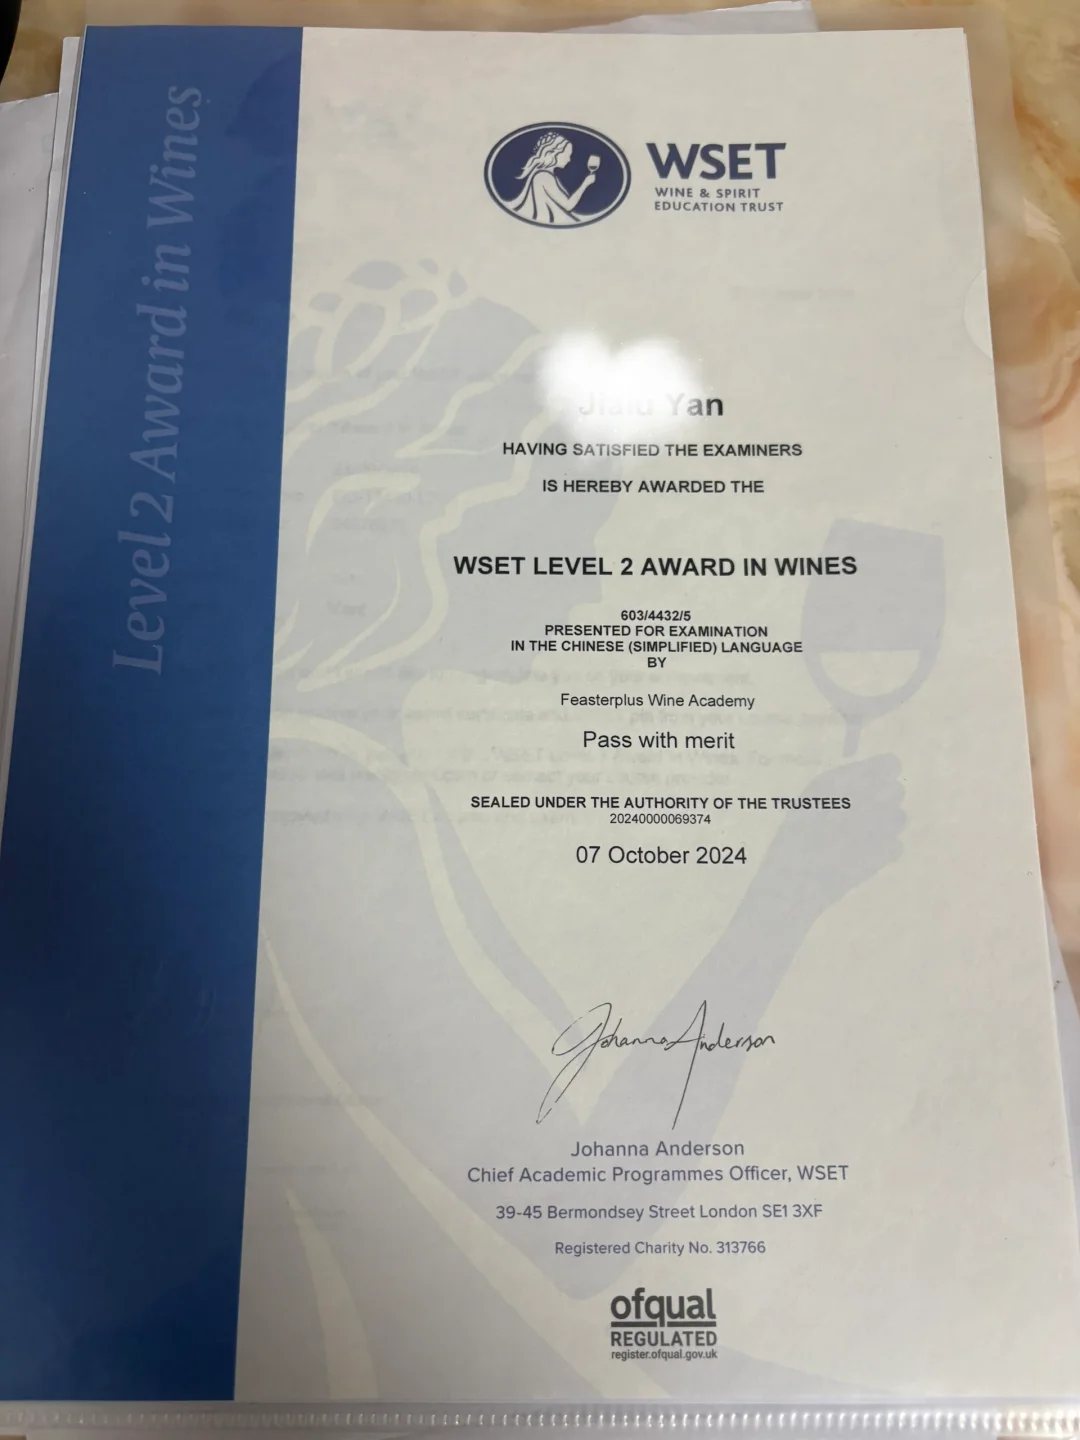 Level 2 Award in Wines
WSET
WINE & SPIRIT
EDUCATION TRUST
Yan
HAVING SATISFIED THE EXAMINERS
IS HEREBY AWARDED THE
WSET LEVEL 2 AWARD IN WINES
603/4432/5
PRESENTED FOR EXAMINATION
IN THE CHINESE (SIMPLIFIED) LANGUAGE
BY
Feasterplus Wine Academy
Pass with merit
SEALED UNDER THE AUTHORITY OF THE TRUSTEES
20240000069374
07 October 2024
Johanna Anderson
Johanna Anderson
Chief Academic Programmes Officer, WSET
39-45 Bermondsey Street London SE1 3XF
Registered Charity No. 313766
ofqual
REGULATED
register.ofqual.gov.uk